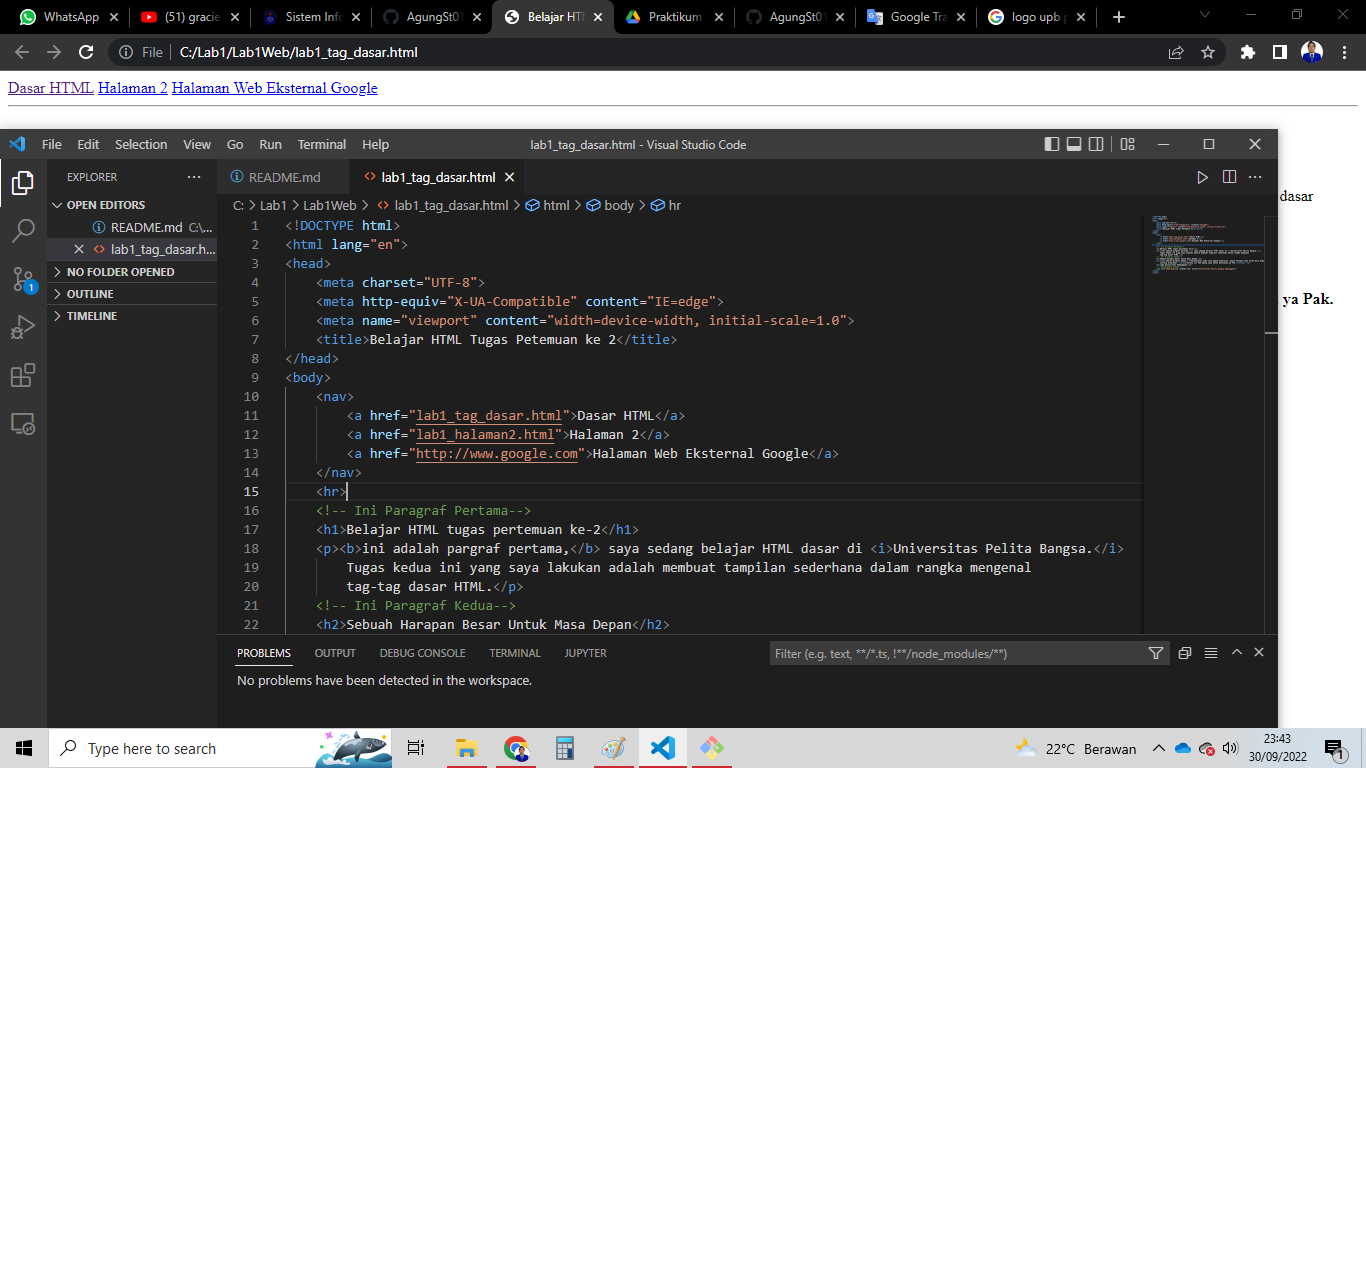 WhatsApp
(51) gracie
Sistem Info
AgungSt01
Belajar HTM
Praktikum
AgungSt01
Google Tra
logo upb p
File
C:/Lab1/Lab1Web/lab1_tag_dasar.html
Dasar HTML Halaman 2 Halaman Web Eksternal Google
File Edit Selection View Go Run Terminal Help
lab1_tag_dasar.html - Visual Studio Code
EXPLORER
README.md
lab1_tag_dasar.html
dasar
OPEN EDITORS
C: > Lab1 > Lab1Web > lab1_tag_dasar.html > html > body > hr
README.md C:\...
lab1_tag_dasar.h...
NO FOLDER OPENED
OUTLINE
TIMELINE
1
1 <!DOCTYPE html>
2 <html lang="en">
3 <head>
4 <meta charset="UTF-8">
5 <meta http-equiv="X-UA-Compatible" content="IE=edge">
6 <meta name="viewport" content="width=device-width, initial-scale=1.0">
7 <title>Belajar HTML Tugas Petemuan ke 2</title>
8 </head>
9 <body>
10 <nav>
11 <a href="lab1_tag_dasar.html">Dasar HTML</a>
12 <a href="lab1_halaman2.html">Halaman 2</a>
13 <a href="http://www.google.com">Halaman Web Eksternal Google</a>
14 </nav>
15 <hr>
16 <!-- Ini Paragraf Pertama-->
17 <h1>Belajar HTML tugas pertemuan ke-2</h1>
18 <p><b>ini adalah pargraf pertama,</b> saya sedang belajar HTML dasar di <i>Universitas Pelita Bangsa.</i>
19 Tugas kedua ini yang saya lakukan adalah membuat tampilan sederhana dalam rangka mengenal
20 tag-tag dasar HTML.</p>
21 <!-- Ini Paragraf Kedua-->
22 <h2>Sebuah Harapan Besar Untuk Masa Depan</h2>
ya Pak.
PROBLEMS OUTPUT DEBUG CONSOLE TERMINAL JUPYTER
Filter (e.g. text, **/*.ts, !**/node_modules/**)
No problems have been detected in the workspace.
Type here to search
22°C Berawan
23:43
30/09/2022
1